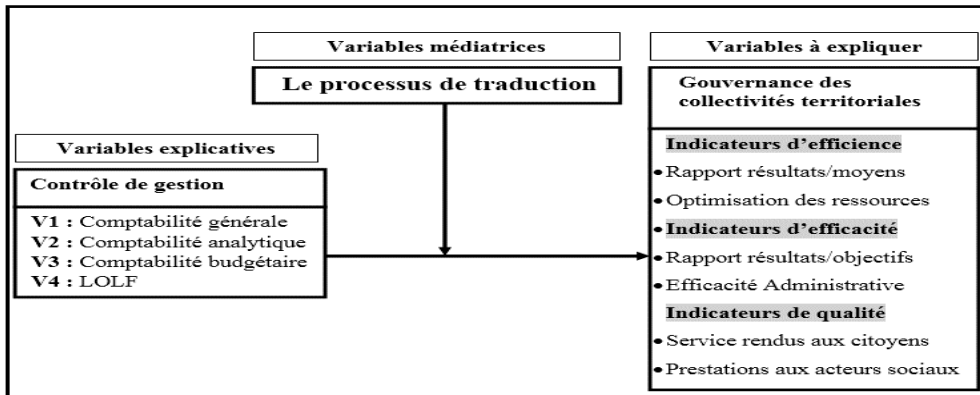 Variables médiatrices
Le processus de traduction
Variables à expliquer
Gouvernance des
collectivités territoriales
Indicateurs d'efficience
• Rapport résultats/moyens
• Optimisation des ressources
• Indicateurs d'efficacité
• Rapport résultats/objectifs
• Efficacité Administrative
Indicateurs de qualité
• Service rendus aux citoyens
• Prestations aux acteurs sociaux
Variables explicatives
Contrôle de gestion
V1 : Comptabilité générale
V2 : Comptabilité analytique
V3 : Comptabilité budgétaire
V4 : LOLF